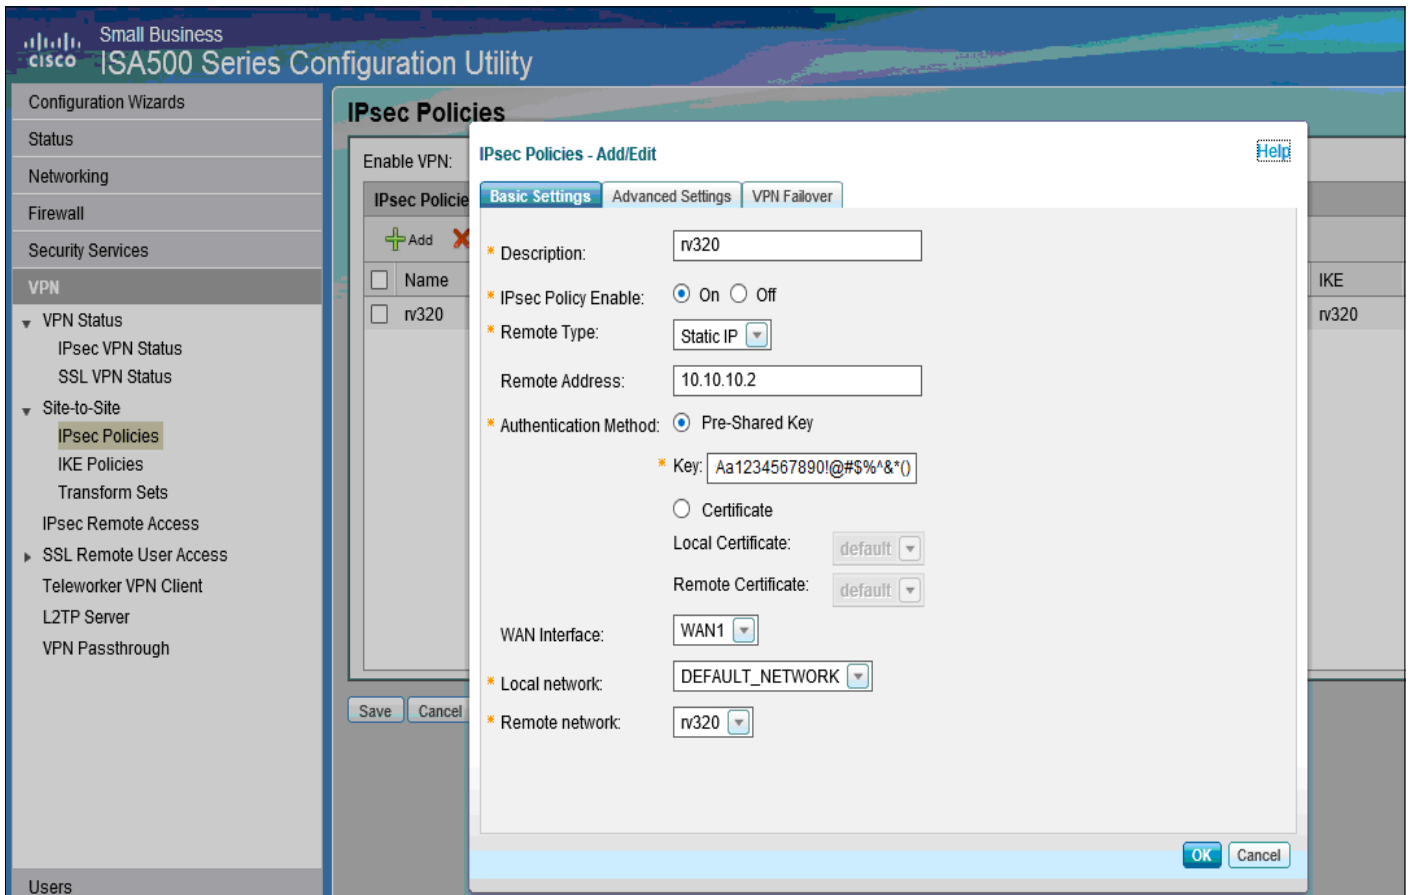 Small Business
cisco ISA500 Series Configuration Utility
Configuration Wizards
Status
Networking
Firewall
Security Services
VPN
VPN Status
IPsec VPN Status
SSL VPN Status
Site-to-Site
IPsec Policies
IKE Policies
Transform Sets
IPsec Remote Access
SSL Remote User Access
Teleworker VPN Client
L2TP Server
VPN Passthrough
Users
IPsec Policies
Enable VPN:
IPsec Policie
Add
Name IKE
rv320 rv320
Save Cancel
IPsec Policies - Add/Edit Help
Basic Settings Advanced Settings VPN Failover
* Description: rv320
* IPsec Policy Enable: On Off
* Remote Type: Static IP
Remote Address: 10.10.10.2
* Authentication Method: Pre-Shared Key
* Key: Aa1234567890!@#$%^&*()
Certificate
Local Certificate: default
Remote Certificate: default
WAN Interface: WAN1
* Local network: DEFAULT_NETWORK
* Remote network: rv320
OK Cancel